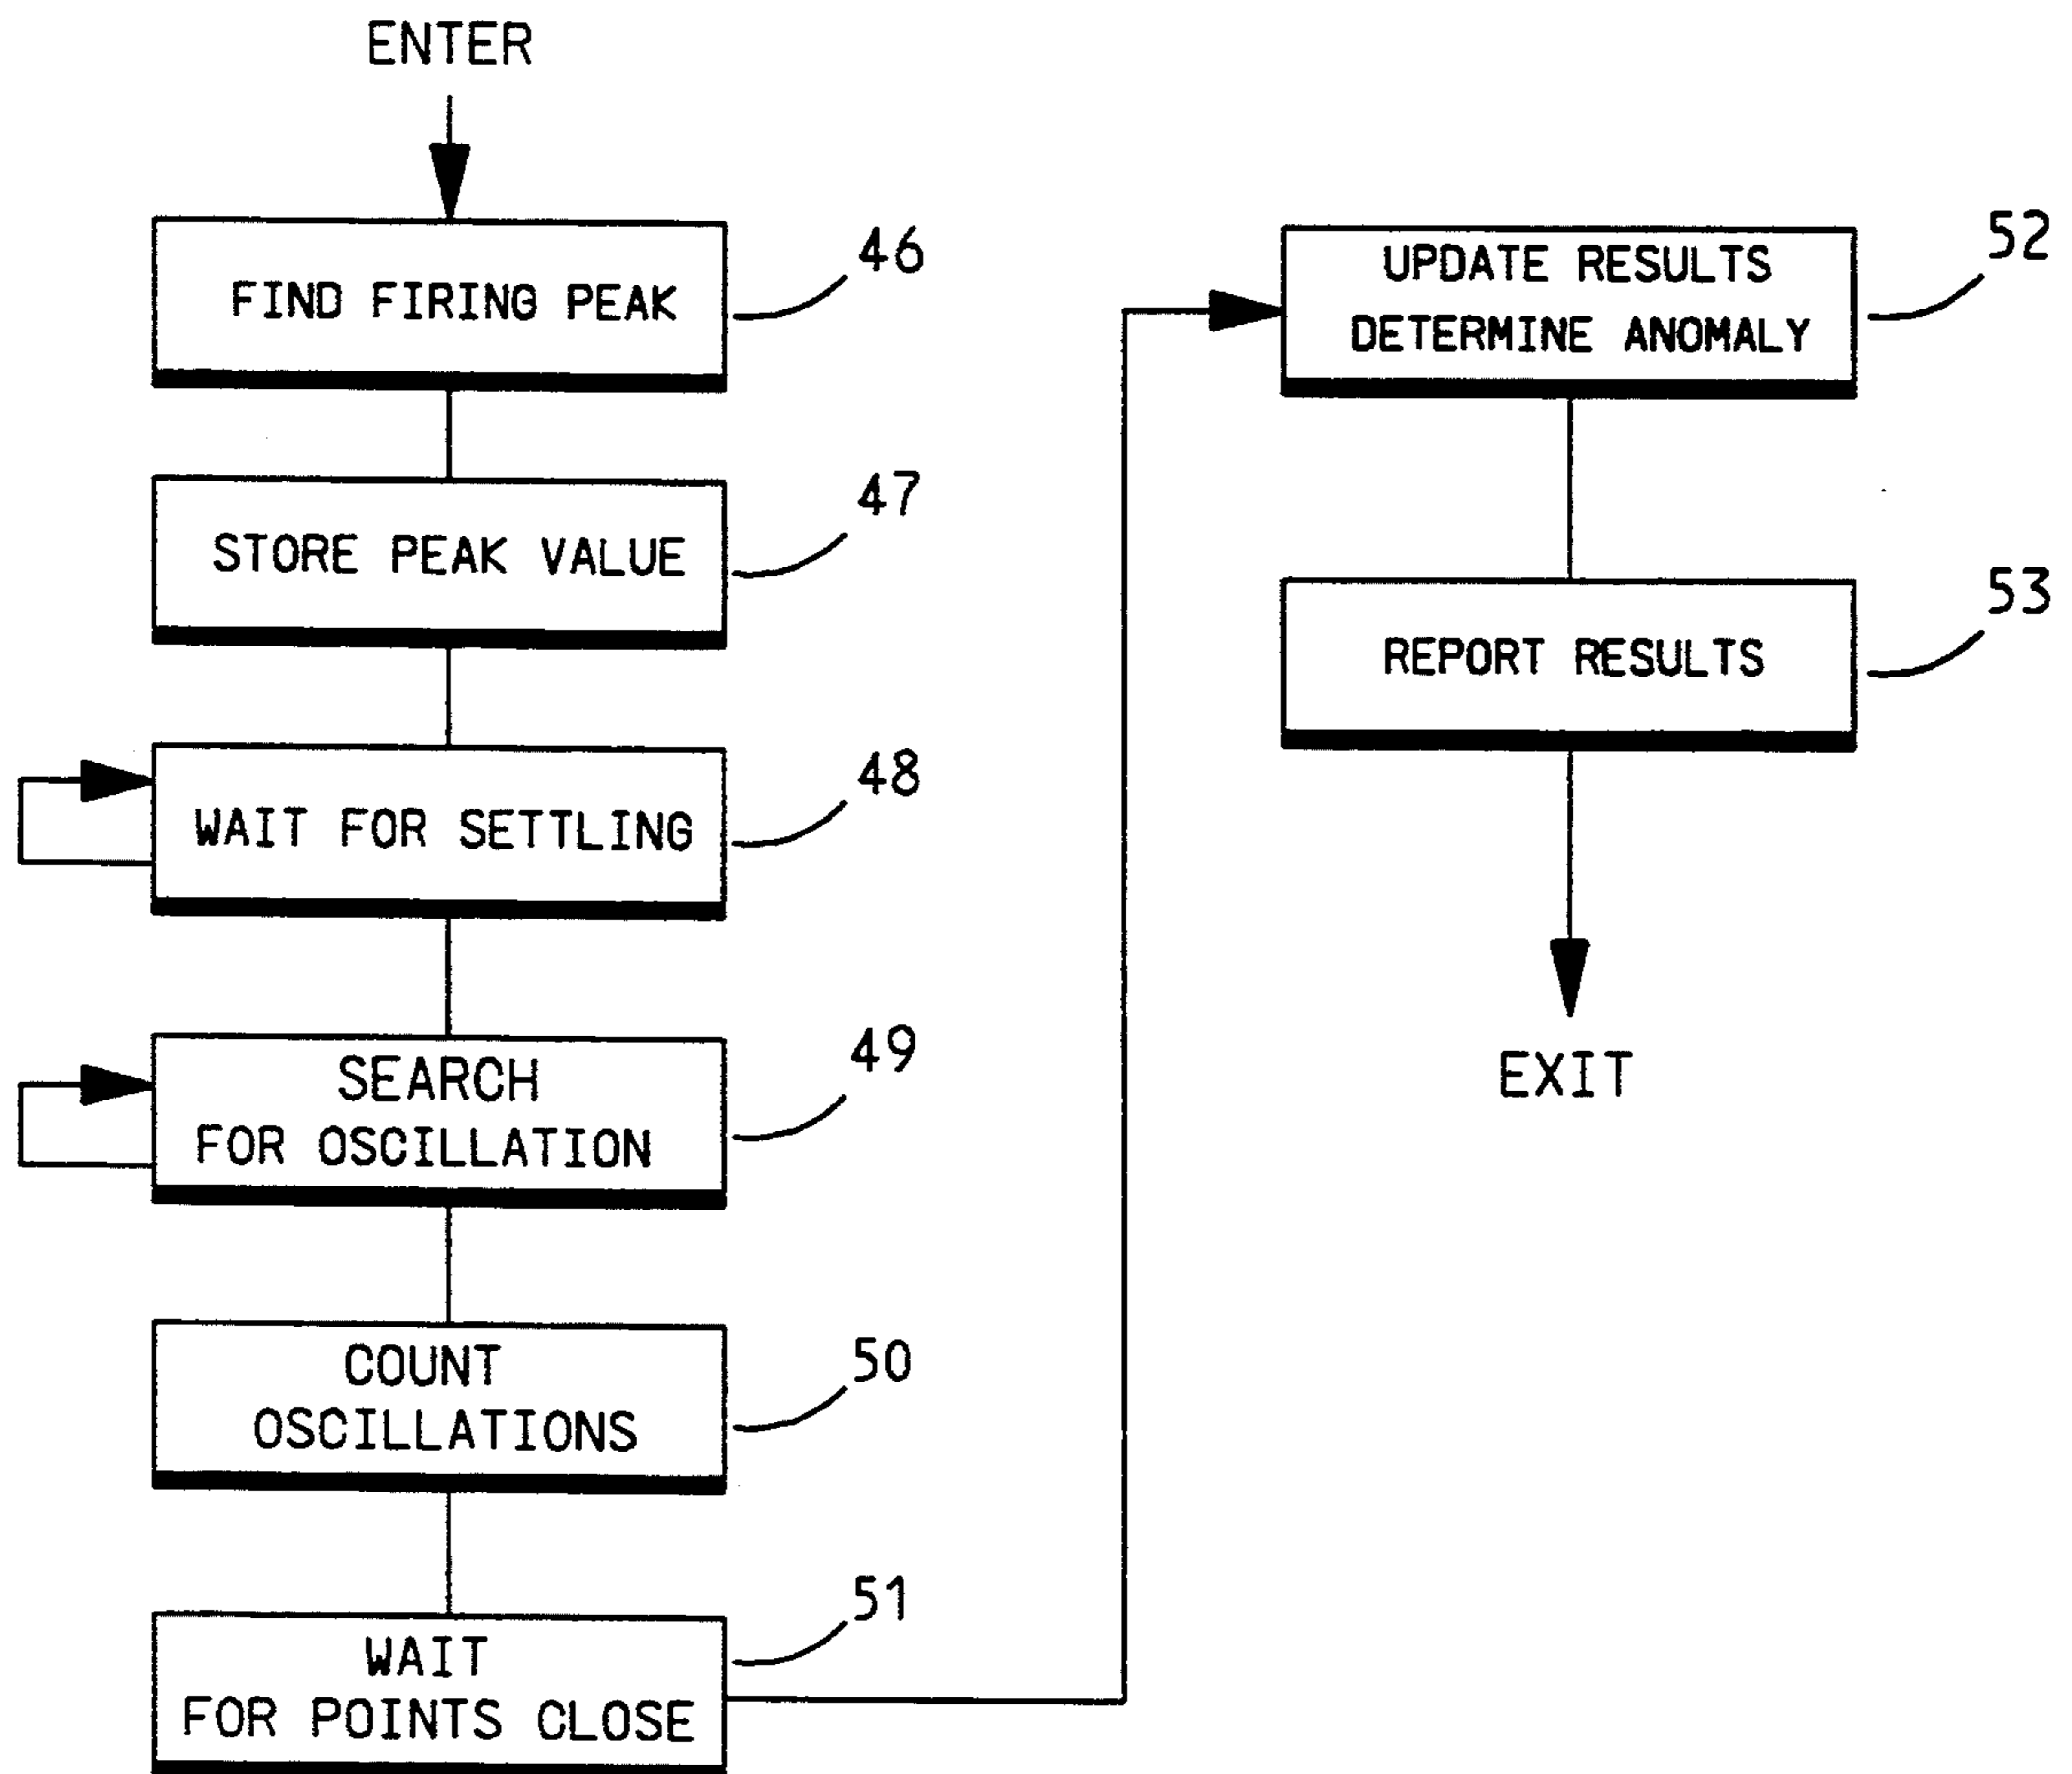 ENTER
FIND FIRING PEAK
46
STORE PEAK VALUE
47
WAIT FOR SETTLING
48
SEARCH
FOR OSCILLATION
49
COUNT
OSCILLATIONS
50
WAIT
FOR POINTS CLOSE
51
UPDATE RESULTS
DETERMINE ANOMALY
52
REPORT RESULTS
53
EXIT